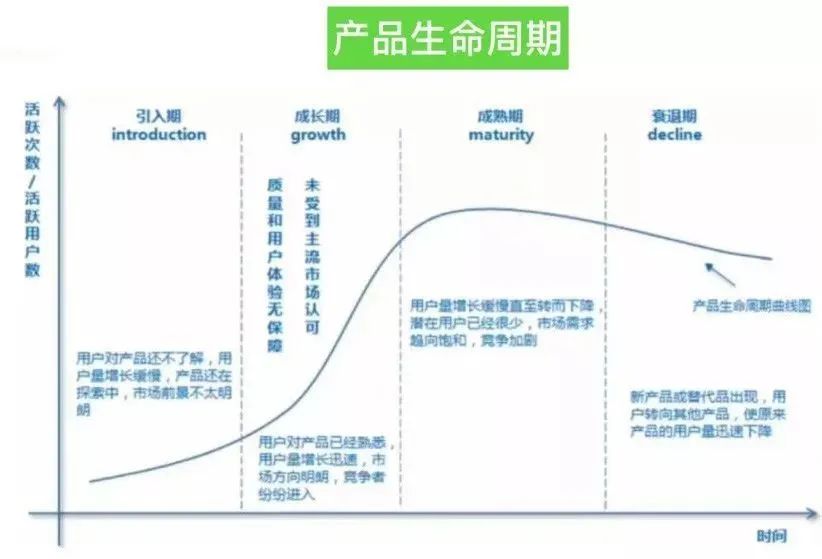 产品生命周期
活跃次数/活跃用户数
引入期
introduction
成长期
growth
成熟期
maturity
衰退期
decline
未受到主流市场认可
质量和用户体验无保障
用户对产品还不了解，用
户量增长缓慢，产品还在
探索中，市场前景不太明
朗
用户对产品已经熟悉，
用户量增长迅速，市
场方向明朗，竞争者
纷纷进入
用户量增长缓慢直至转而下降，
潜在用户已经很少，市场需求
趋向饱和，竞争加剧
产品生命周期曲线图
新产品或替代品出现，用
户转向其他产品，使原来
产品的用户量迅速下降
时间